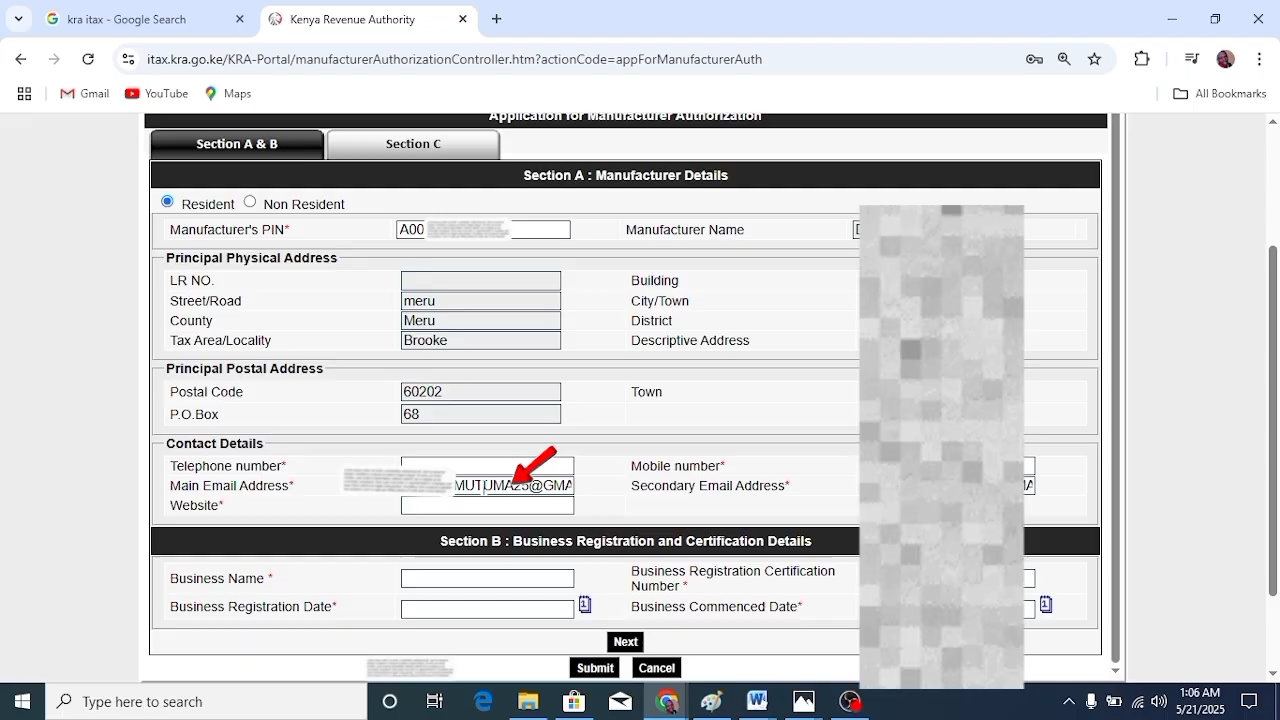 kra itax - Google Search
Kenya Revenue Authority
itax.kra.go.ke/KRA-Portal/manufacturerAuthorizationController.htm?actionCode=appForManufacturerAuth
Gmail YouTube Maps All Bookmarks
Application for Manufacturer Authorization
Section A & B Section C
Section A : Manufacturer Details
Resident Non Resident
Manufacturer's PIN* A00 Manufacturer Name
Principal Physical Address
LR NO. Building
Street/Road meru City/Town
County Meru District
Tax Area/Locality Brooke Descriptive Address
Principal Postal Address
Postal Code 60202 Town
P.O.Box 68
Contact Details
Telephone number* Mobile number*
Main Email Address* Secondary Email Address*
Website*
Section B : Business Registration and Certification Details
Business Name * Business Registration Certification Number *
Business Registration Date* Business Commenced Date*
Next
Submit Cancel
Type here to search
1:06 AM
5/21/2025